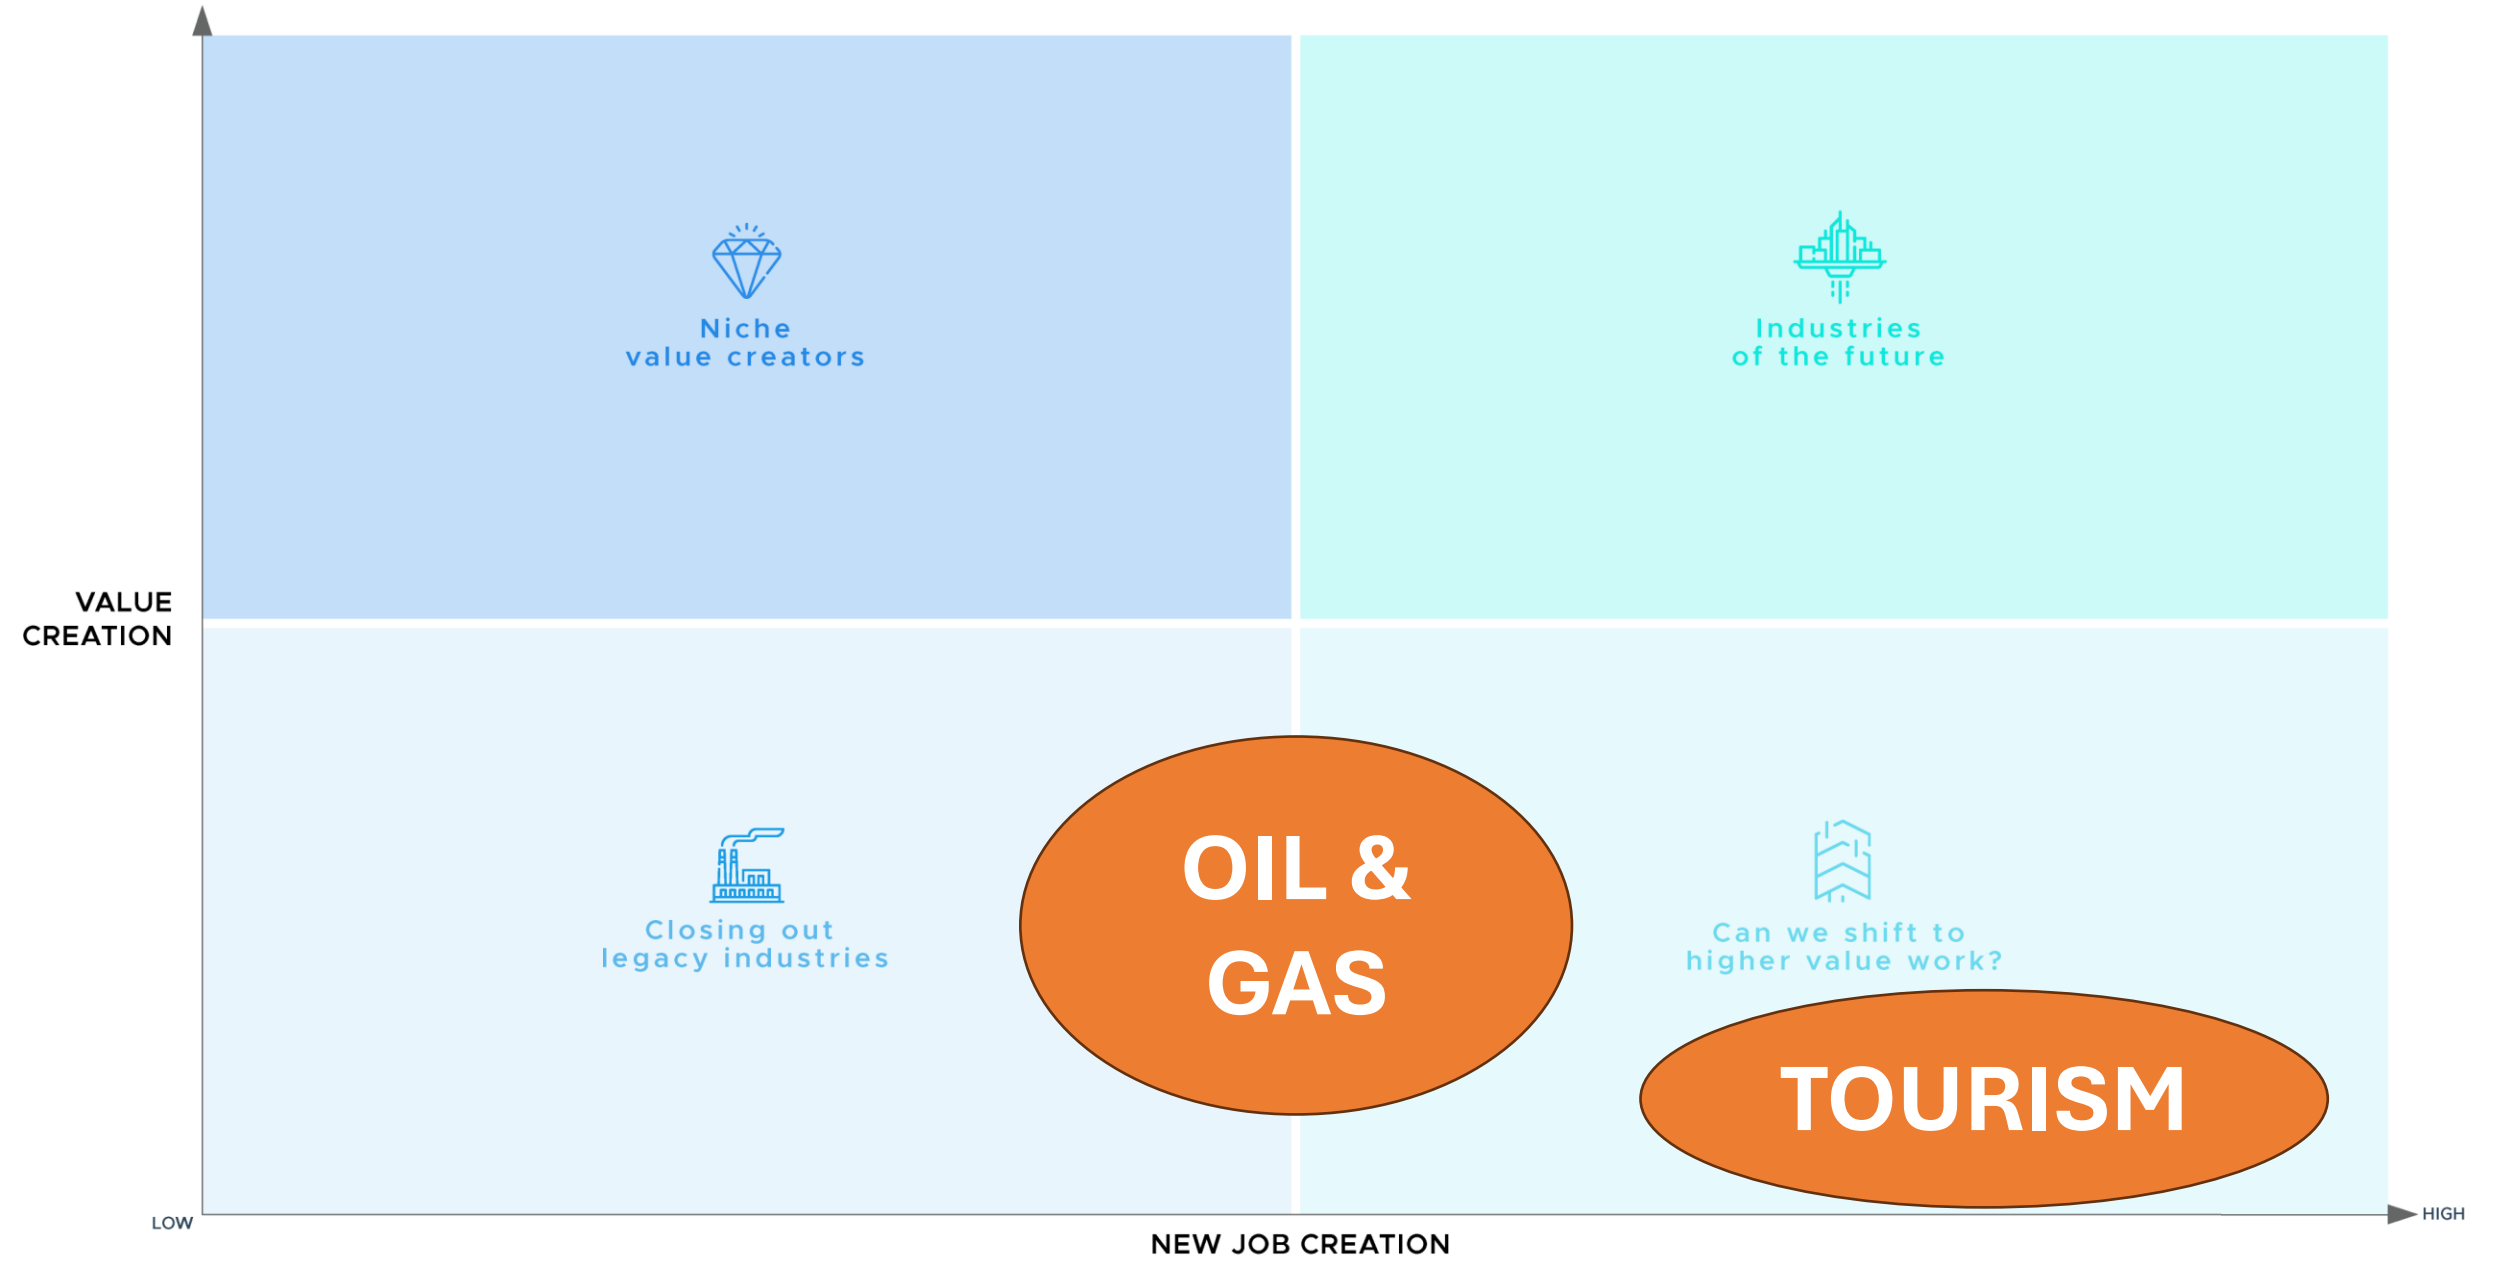 Niche
value creators
Industries
of the future
VALUE
CREATION
OIL &
GAS
Closing out
legacy industries
Can we shift to
higher value work?
TOURISM
LOW
HIGH
NEW JOB CREATION